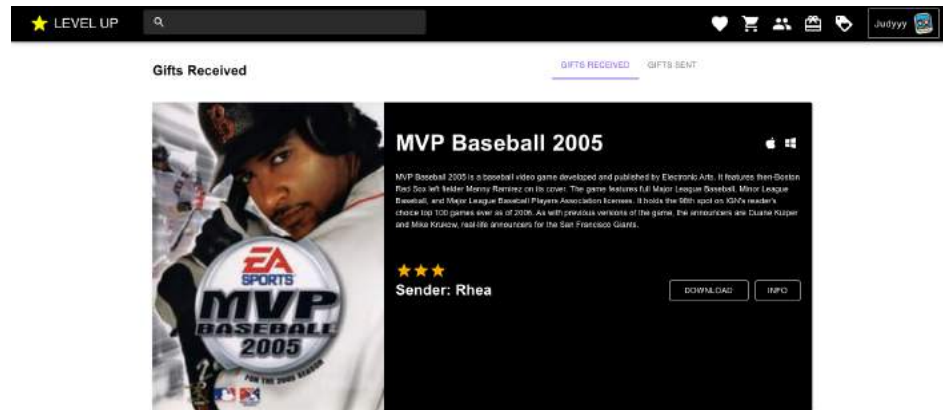 LEVEL UP
Judyyy
Gifts Received
GIFTS RECEIVED GIFTS SENT
MVP Baseball 2005
MVP Baseball 2005 is a baseball video game developed and published by Electronic Arts. It features then-Boston
Red Sox left fielder Manny Ramirez on its cover. The game features full Major League Baseball, Minor League
Baseball, and Major League Baseball Players Association licenses. It holds the 98th spot on IGN's reader's
choice top 100 games ever as of 2006. As with previous versions of the game, the announcers are Duane Kuiper
and Mike Krukow, real-life announcers for the San Francisco Giants.
Sender: Rhea
DOWNLOAD INFO
EA
SPORTS
MVP
BASEBALL
2005
FOR THE 2005 SEASON